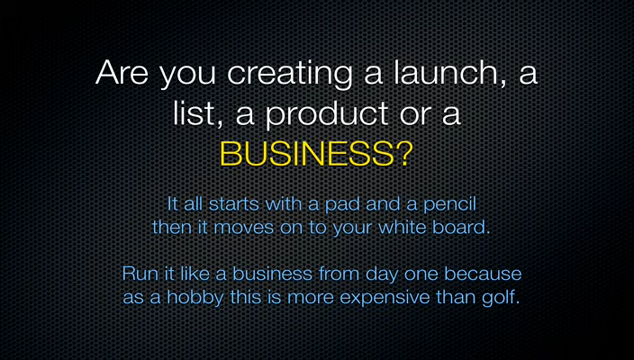 Are you creating a launch, a
list, a product or a
BUSINESS?
It all starts with a pad and a pencil
then it moves on to your white board.
Run it like a business from day one because
as a hobby this is more expensive than golf.